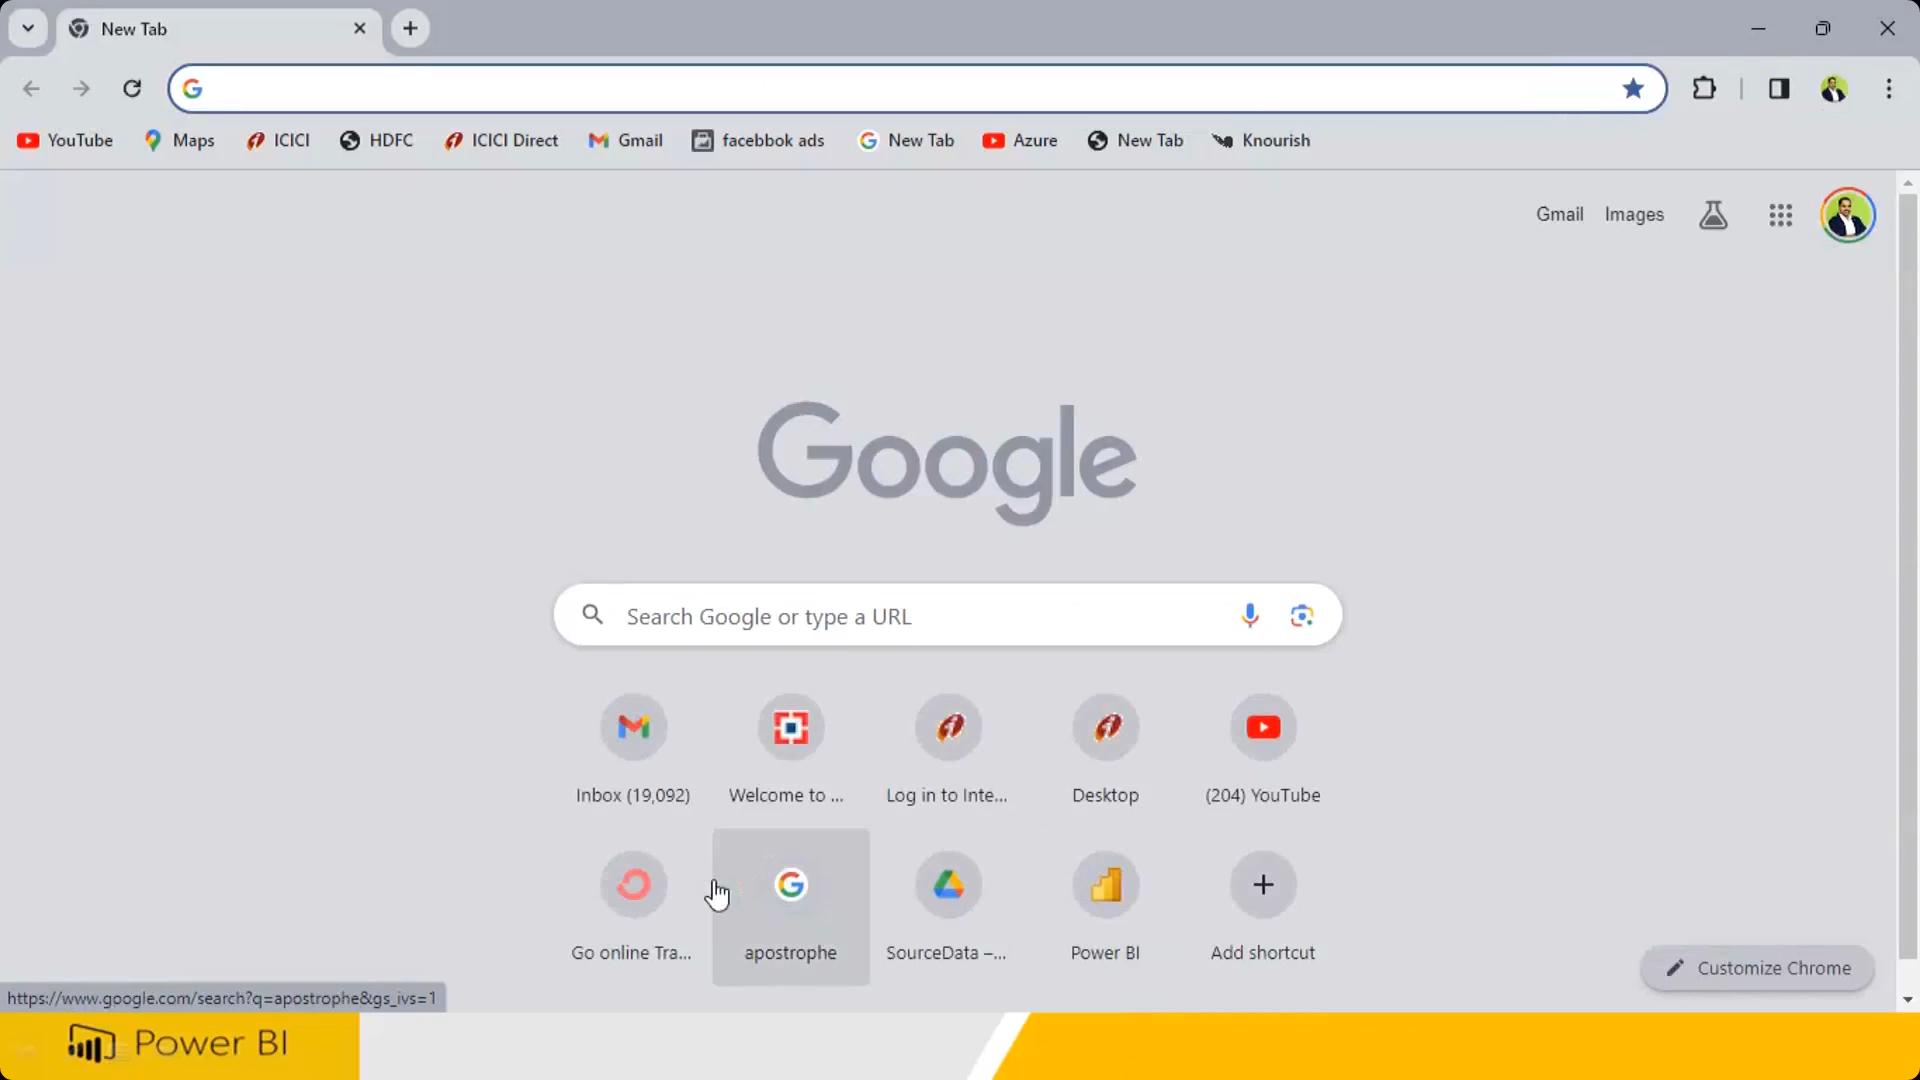 New Tab
YouTube Maps ICICI HDFC ICICI Direct Gmail facebbok ads New Tab Azure New Tab Knourish
Gmail Images
Google
Search Google or type a URL
Inbox (19,092) Welcome to ... Log in to Inte... Desktop (204) YouTube
Go online Tra... apostrophe SourceData –... Power BI Add shortcut
Customize Chrome
https://www.google.com/search?q=apostrophe&gs_ivs=1
Power BI